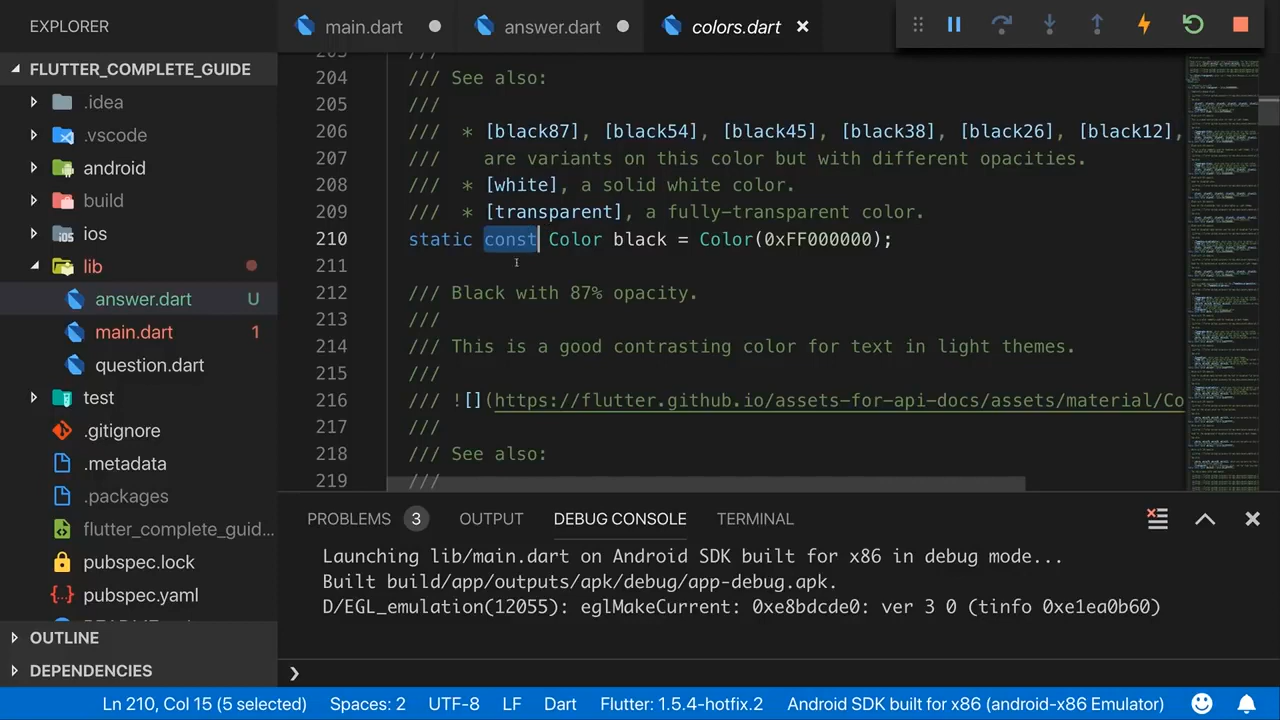 EXPLORER
main.dart
answer.dart
colors.dart
FLUTTER_COMPLETE_GUIDE
.idea
.vscode
android
build
ios
lib
answer.dart U
main.dart 1
question.dart
test
.gitignore
.metadata
.packages
flutter_complete_guid...
pubspec.lock
pubspec.yaml
OUTLINE
DEPENDENCIES
203 ///
204 /// See also:
205 ///
206 /// * [black87], [black54], [black45], [black38], [black26], [black12],
207 /// are variants on this color but with different opacities.
208 /// * [white], a solid white color.
209 /// * [transparent], a fully-transparent color.
210 static const Color black = Color(0xFF000000);
211
212 /// Black with 87% opacity.
213 ///
214 /// This is a good contrasting color for text in light themes.
215 ///
216 /// ![](https://flutter.github.io/assets-for-api-docs/assets/material/Co
217 ///
218 /// See also:
219 ///
PROBLEMS 3 OUTPUT DEBUG CONSOLE TERMINAL
Launching lib/main.dart on Android SDK built for x86 in debug mode...
Built build/app/outputs/apk/debug/app-debug.apk.
D/EGL_emulation(12055): eglMakeCurrent: 0xe8bdcde0: ver 3 0 (tinfo 0xe1ea0b60)
Ln 210, Col 15 (5 selected) Spaces: 2 UTF-8 LF Dart Flutter: 1.5.4-hotfix.2 Android SDK built for x86 (android-x86 Emulator)